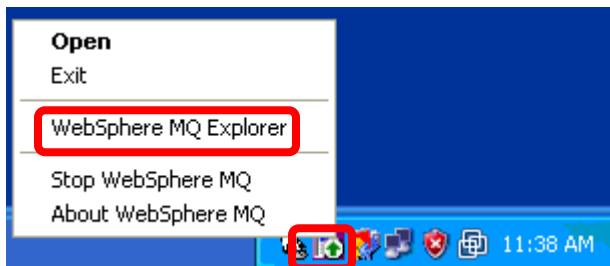 Open
Exit
WebSphere MQ Explorer
Stop WebSphere MQ
About WebSphere MQ
11:38 AM